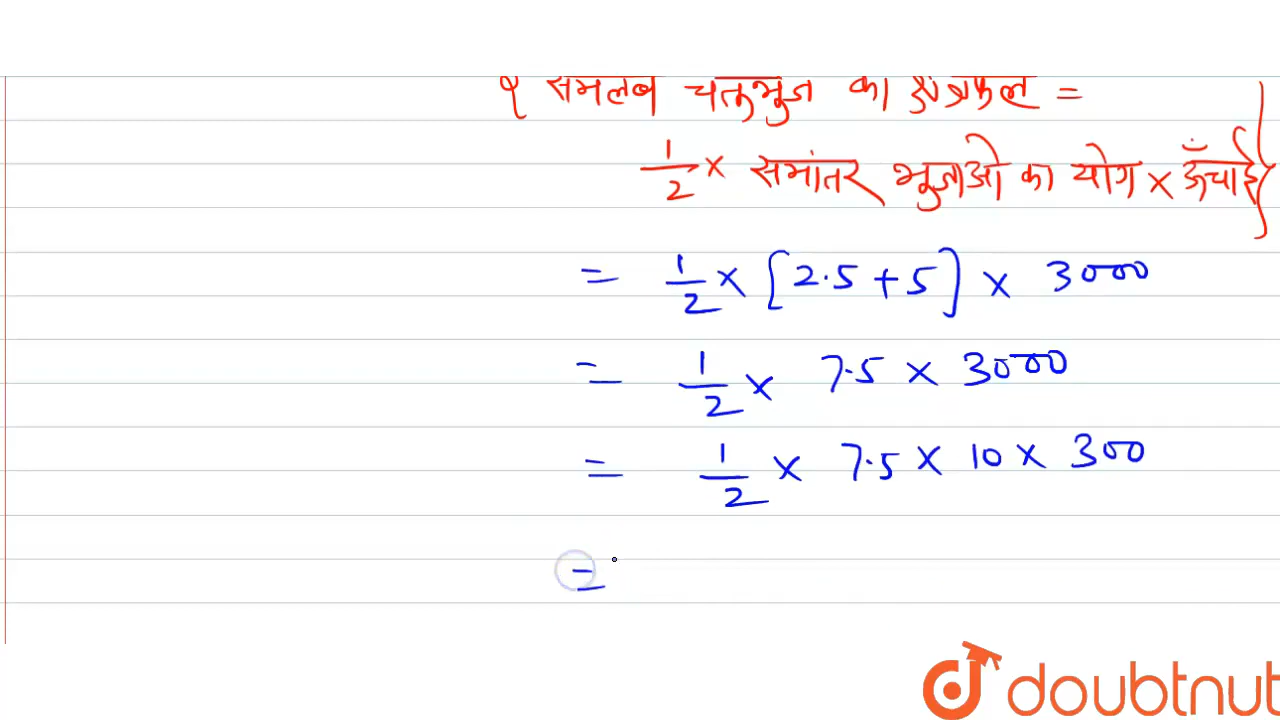 समलंब चतुर्भुज का क्षेत्रफल =
1/2 × समांतर भुजाओ का योग × ऊँचाई}
= 1/2 × [2.5 + 5] × 3000
= 1/2 × 7.5 × 3000
= 1/2 × 7.5 × 10 × 300
=
doubtnut